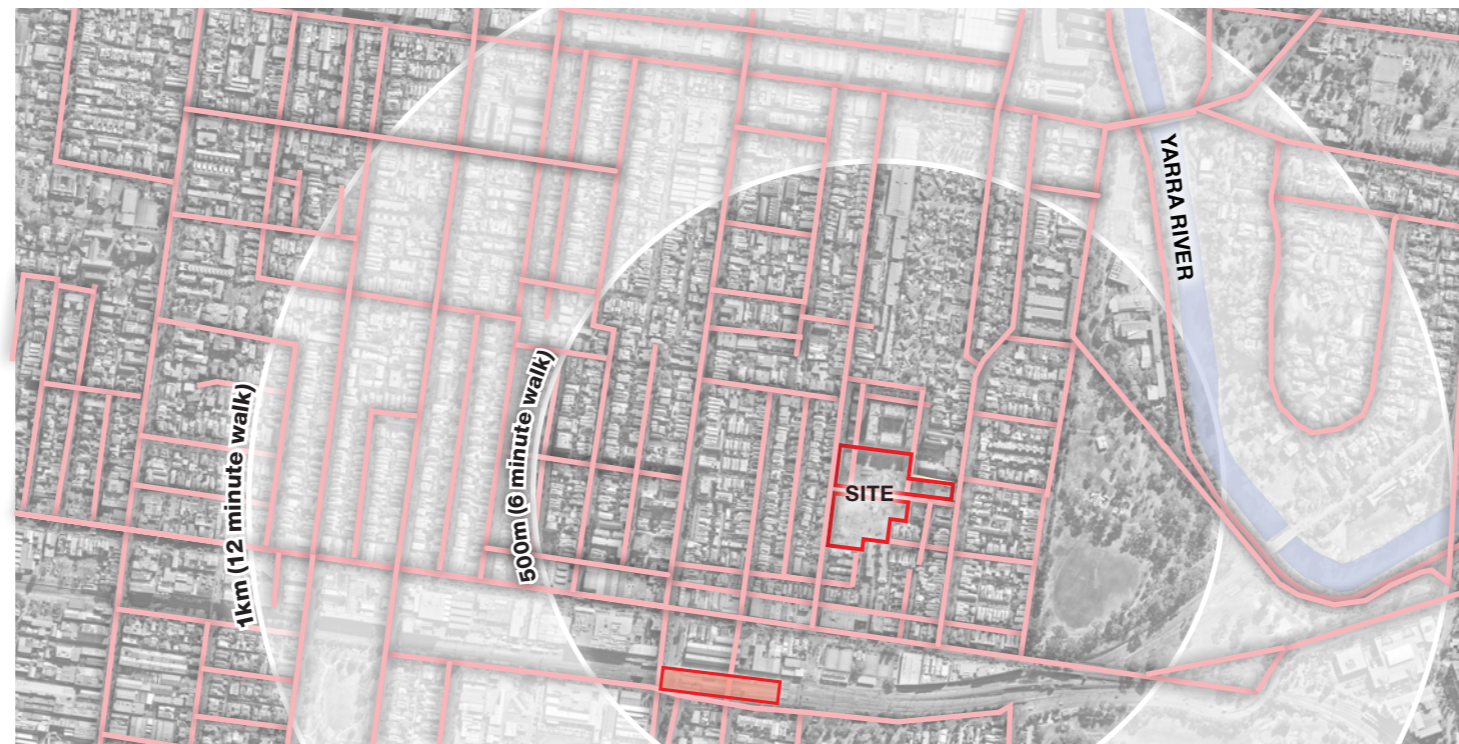 YARRA RIVER
1km (12 minute walk)
500m (6 minute walk)
SITE